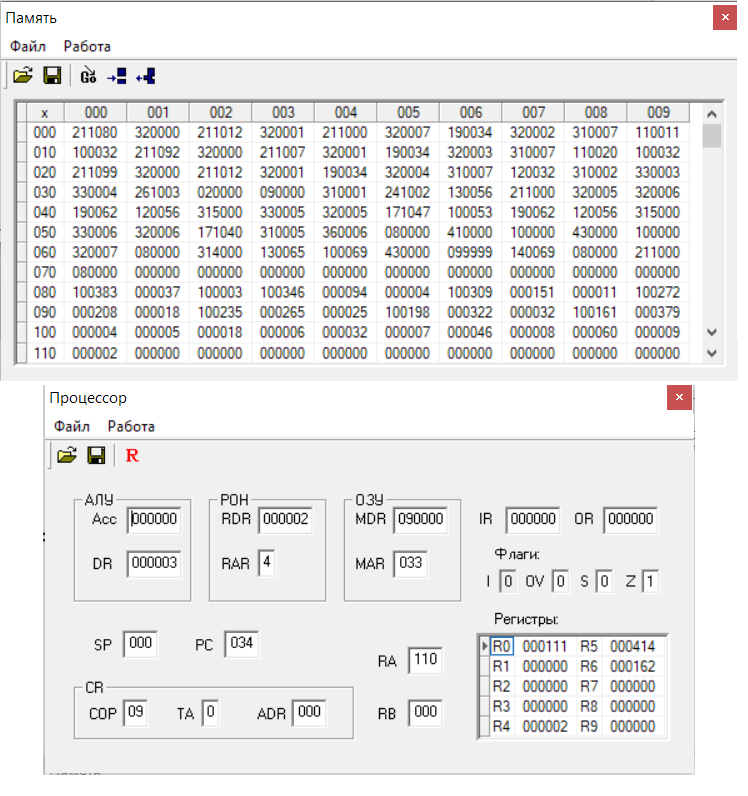 Память
Файл Работа
Go
x 000 001 002 003 004 005 006 007 008 009
000 211080 320000 211012 320001 211000 320007 190034 320002 310007 110011
010 100032 211092 320000 211007 320001 190034 320003 310007 110020 100032
020 211099 320000 211012 320001 190034 320004 310007 120032 310002 330003
030 330004 261003 020000 090000 310001 241002 130056 211000 320005 320006
040 190062 120056 315000 330005 320005 171047 100053 190062 120056 315000
050 330006 320006 171040 310005 360006 080000 410000 100000 430000 100000
060 320007 080000 314000 130065 100069 430000 099999 140069 080000 211000
070 080000 000000 000000 000000 000000 000000 000000 000000 000000 000000
080 100383 000037 100003 100346 000094 000004 100309 000151 000011 100272
090 000208 000018 100235 000265 000025 100198 000322 000032 100161 000379
100 000004 000005 000018 000006 000032 000007 000046 000008 000060 000009
110 000002 000000 000000 000000 000000 000000 000000 000000 000000 000000
Процессор
Файл Работа
R
АЛУ РОН ОЗУ
Acc 000000 RDR 000002 MDR 090000 IR 000000 OR 000000
DR 000003 RAR 4 MAR 033
Флаги:
I 0 OV 0 S 0 Z 1
SP 000 PC 034
RA 110
Регистры:
R0 000111 R5 000414
R1 000000 R6 000162
R2 000000 R7 000000
R3 000000 R8 000000
R4 000002 R9 000000
CR
COP 09 TA 0 ADR 000 RB 000